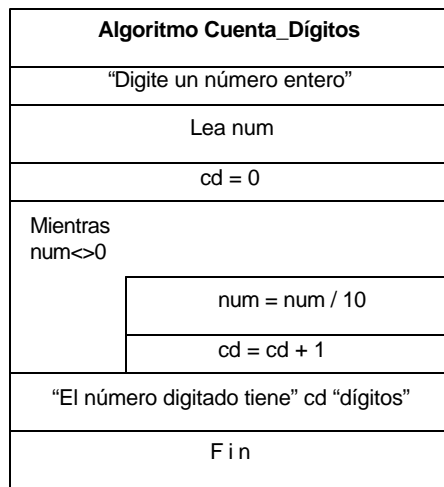 Algoritmo Cuenta_Dígitos
“Digite un número entero”
Lea num
cd = 0
Mientras
num<>0
num = num / 10
cd = cd + 1
“El número digitado tiene” cd “dígitos”
F i n